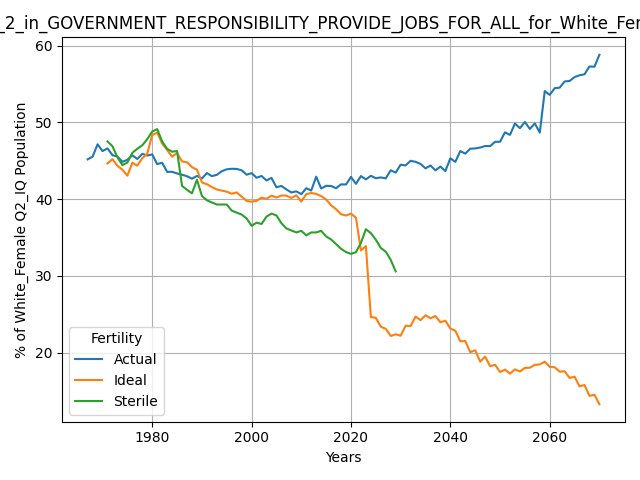 _2_in_GOVERNMENT_RESPONSIBILITY_PROVIDE_JOBS_FOR_ALL_for_White_Fem
60
50
40
30
20
% of White_Female Q2_IQ Population
Fertility
Actual
Ideal
Sterile
1980 2000 2020 2040 2060
Years